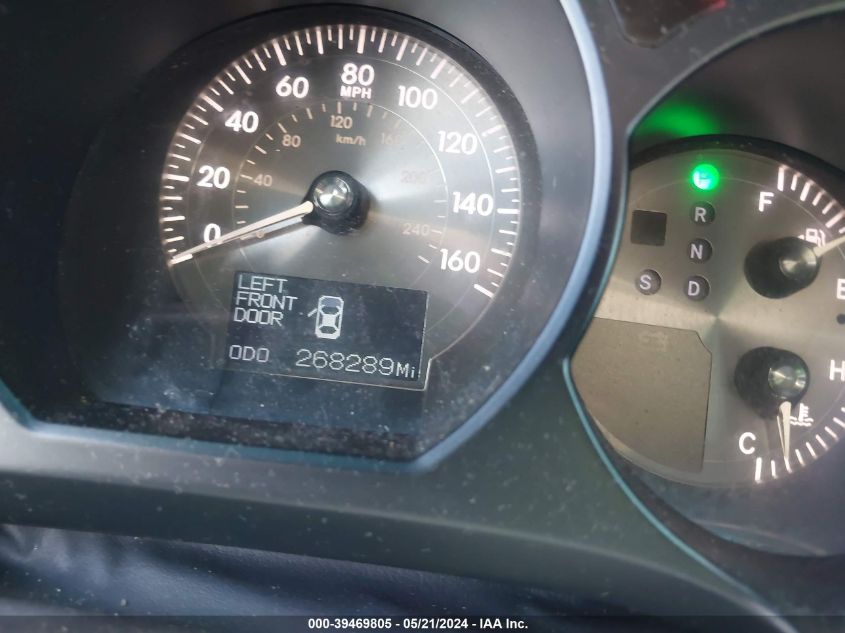 0 20 40 60 80 100 120 140 160
MPH
40 80 120 160 200 240
km/h
LEFT
FRONT
DOOR
ODO 268289Mi
R
N
S D
F
E
H
C
000-39469805 / 05/21/2024 - IAA Inc.